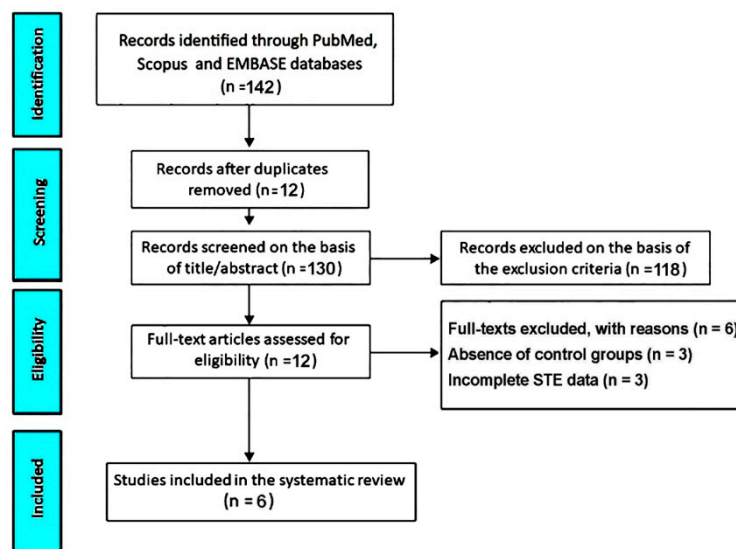 Identification
Records identified through PubMed,
Scopus and EMBASE databases
(n =142)
Screening
Records after duplicates
removed (n=12)
Records screened on the basis
of title/abstract (n =130)
Records excluded on the basis of
the exclusion criteria (n =118)
Eligibility
Full-text articles assessed for
eligibility (n =12)
Full-texts excluded, with reasons (n = 6)
Absence of control groups (n = 3)
Incomplete STE data (n = 3)
Included
Studies included in the systematic review
(n = 6)